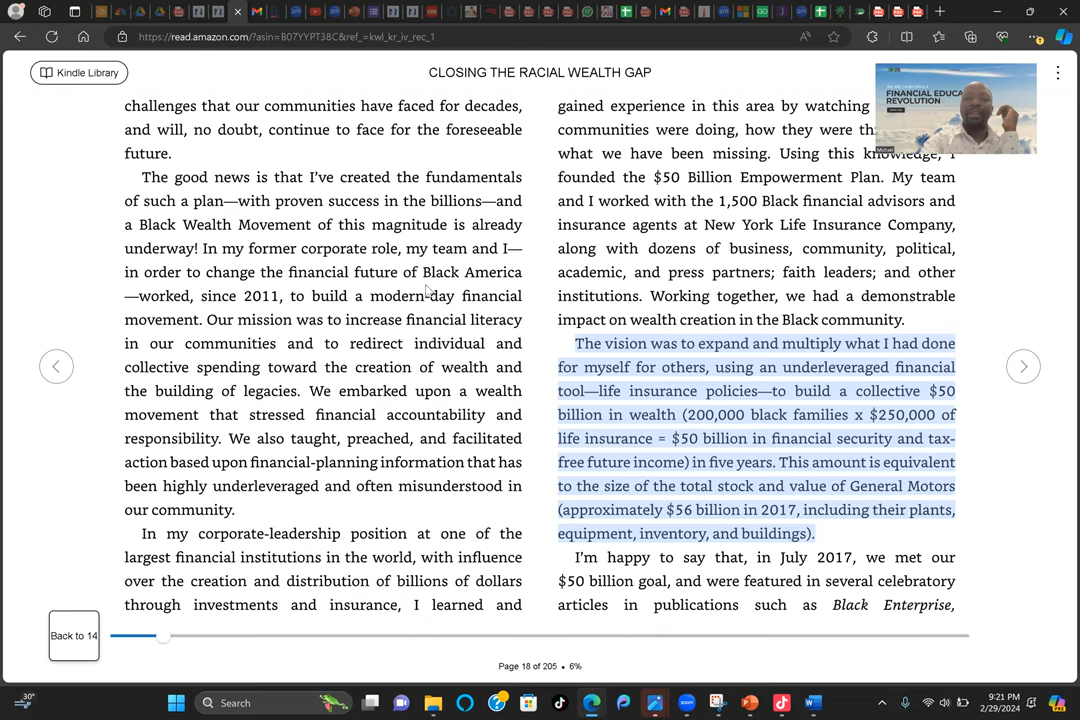 https://read.amazon.com/?asin=B07YYPT38C&ref_=kwl_kr_iv_rec_1
Kindle Library
CLOSING THE RACIAL WEALTH GAP
challenges that our communities have faced for decades,
and will, no doubt, continue to face for the foreseeable
future.
The good news is that I've created the fundamentals
of such a plan—with proven success in the billions—and
a Black Wealth Movement of this magnitude is already
underway! In my former corporate role, my team and I—
in order to change the financial future of Black America
—worked, since 2011, to build a modern-day financial
movement. Our mission was to increase financial literacy
in our communities and to redirect individual and
collective spending toward the creation of wealth and
the building of legacies. We embarked upon a wealth
movement that stressed financial accountability and
responsibility. We also taught, preached, and facilitated
action based upon financial-planning information that has
been highly underleveraged and often misunderstood in
our community.
In my corporate-leadership position at one of the
largest financial institutions in the world, with influence
over the creation and distribution of billions of dollars
through investments and insurance, I learned and
gained experience in this area by watching
communities were doing, how they were
what we have been missing. Using this knowledge, I
founded the $50 Billion Empowerment Plan. My team
and I worked with the 1,500 Black financial advisors and
insurance agents at New York Life Insurance Company,
along with dozens of business, community, political,
academic, and press partners; faith leaders; and other
institutions. Working together, we had a demonstrable
impact on wealth creation in the Black community.
The vision was to expand and multiply what I had done
for myself for others, using an underleveraged financial
tool—life insurance policies—to build a collective $50
billion in wealth (200,000 black families x $250,000 of
life insurance = $50 billion in financial security and tax-
free future income) in five years. This amount is equivalent
to the size of the total stock and value of General Motors
(approximately $56 billion in 2017, including their plants,
equipment, inventory, and buildings).
I'm happy to say that, in July 2017, we met our
$50 billion goal, and were featured in several celebratory
articles in publications such as Black Enterprise,
FINANCIAL EDUCA
REVOLUTION
Michael
Back to 14
Page 18 of 205 • 6%
30°
Search
9:21 PM
2/29/2024